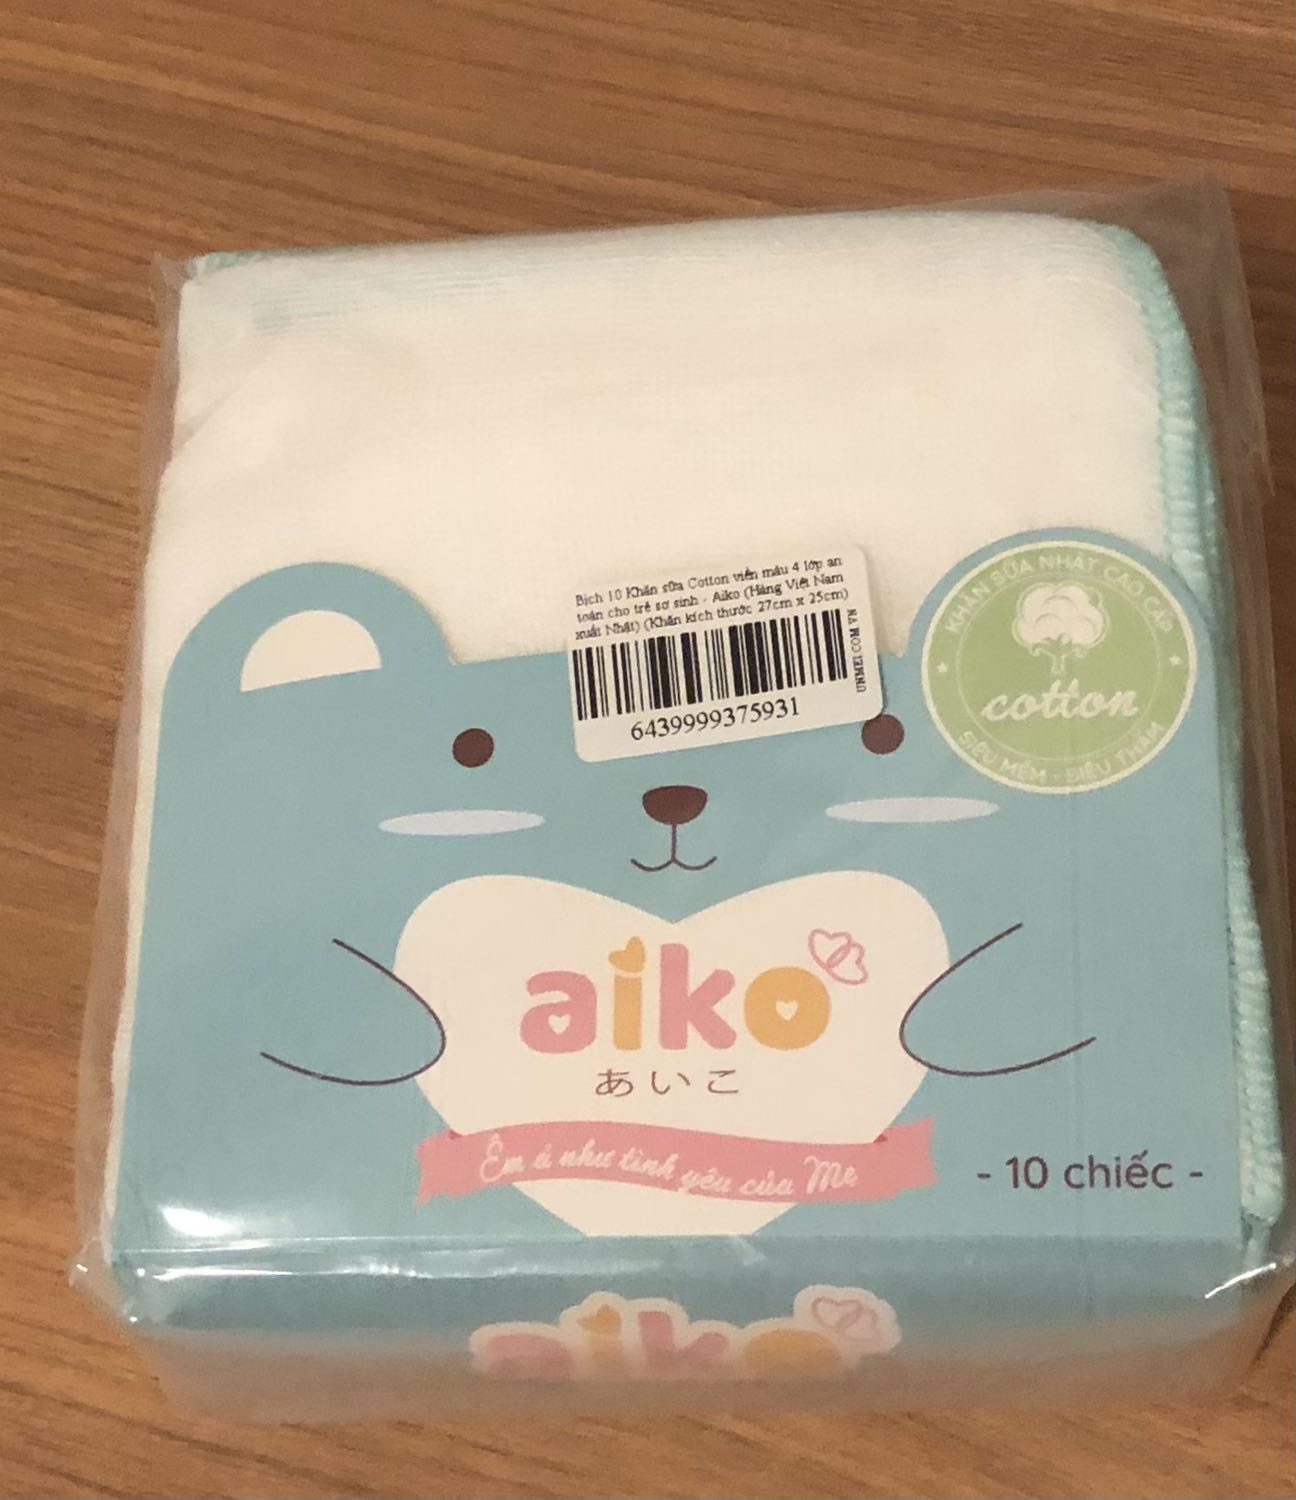 Bịch 10 Khăn sữa Cotton viền màu 4 lớp an
toàn cho trẻ sơ sinh - Aiko (Hàng Việt Nam
xuất Nhật) (Khăn kích thước 27cm x 25cm)
UNMEI COM VN
6439999375931
KHĂN SỮA NHẬT CAO CẤP
cotton
SIÊU MỀM - SIÊU THẤM
aiko
あいこ
Êm ái như tình yêu của Mẹ
- 10 chiếc -
aiko